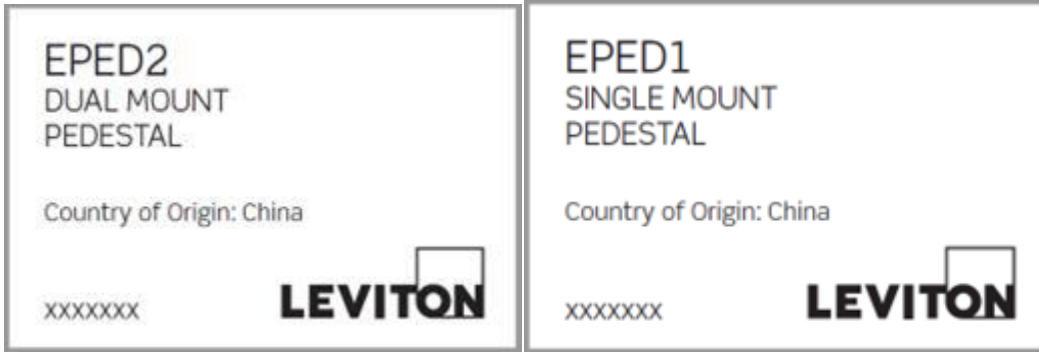 EPED2
DUAL MOUNT
PEDESTAL
Country of Origin: China
xxxxxxx
LEVITON
EPED1
SINGLE MOUNT
PEDESTAL
Country of Origin: China
xxxxxxx
LEVITON